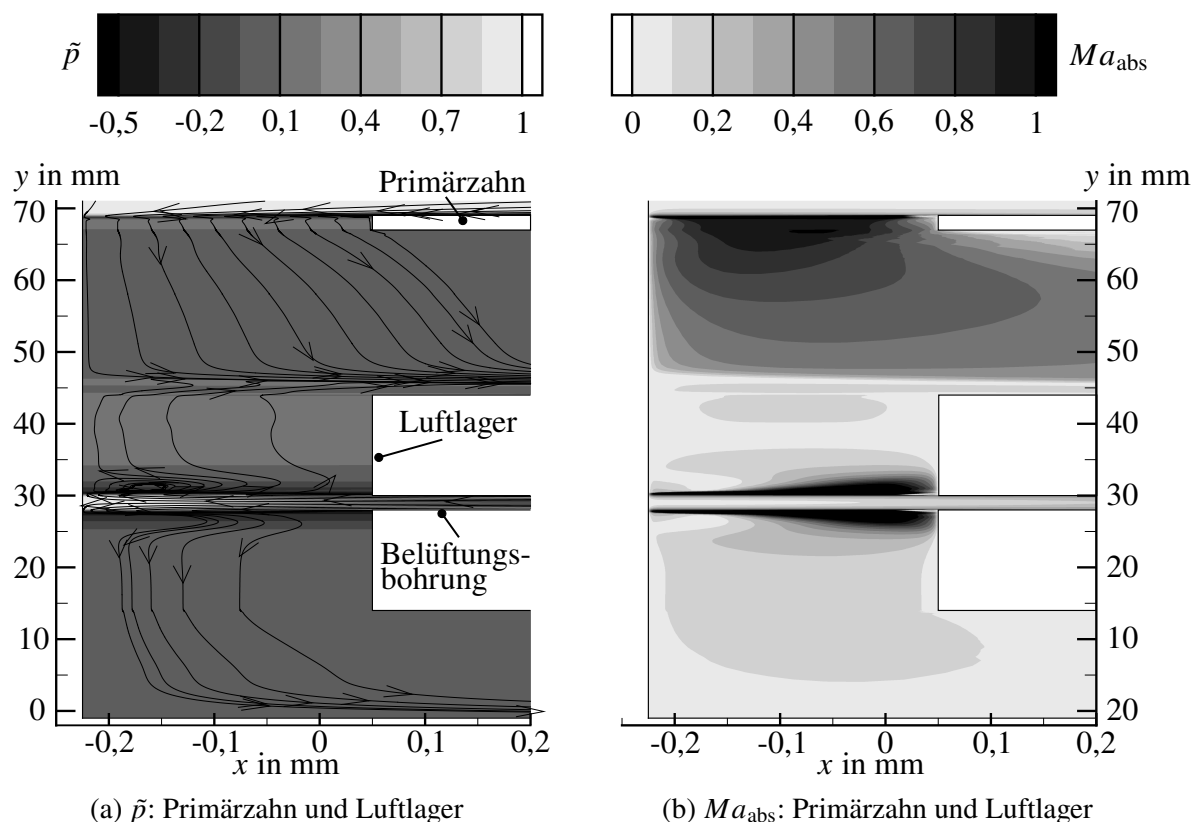 p̃
-0,5 -0,2 0,1 0,4 0,7 1
Ma_abs
0 0,2 0,4 0,6 0,8 1
y in mm
70
60
50
40
30
20
10
0
Primärzahn
Luftlager
Belüftungs-
bohrung
-0,2 -0,1 0 0,1 0,2
x in mm
(a) p̃: Primärzahn und Luftlager
y in mm
70
60
50
40
30
20
10
20
-0,2 -0,1 0 0,1 0,2
x in mm
(b) Ma_abs: Primärzahn und Luftlager